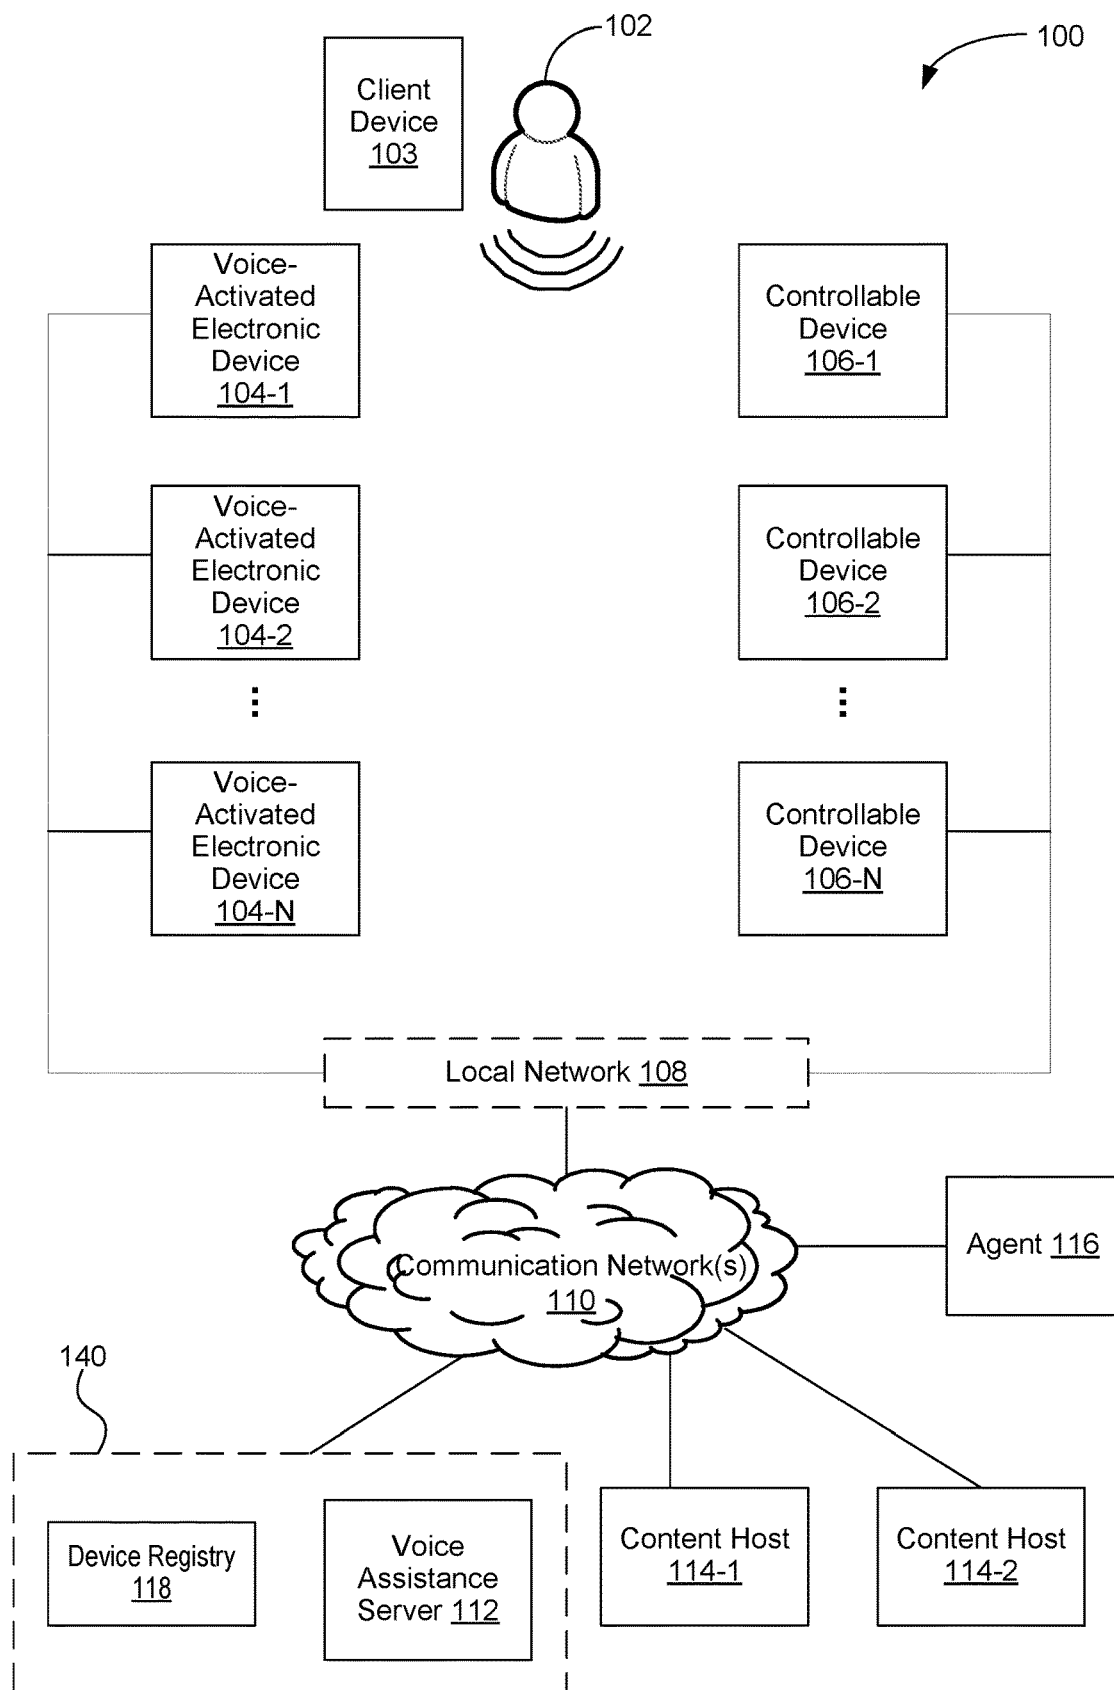 102
100
Client
Device
103
Voice-
Activated
Electronic
Device
104-1
Controllable
Device
106-1
Voice-
Activated
Electronic
Device
104-2
Controllable
Device
106-2
Voice-
Activated
Electronic
Device
104-N
Controllable
Device
106-N
Local Network 108
Communication Network(s)
110
Agent 116
140
Device Registry
118
Voice
Assistance
Server 112
Content Host
114-1
Content Host
114-2